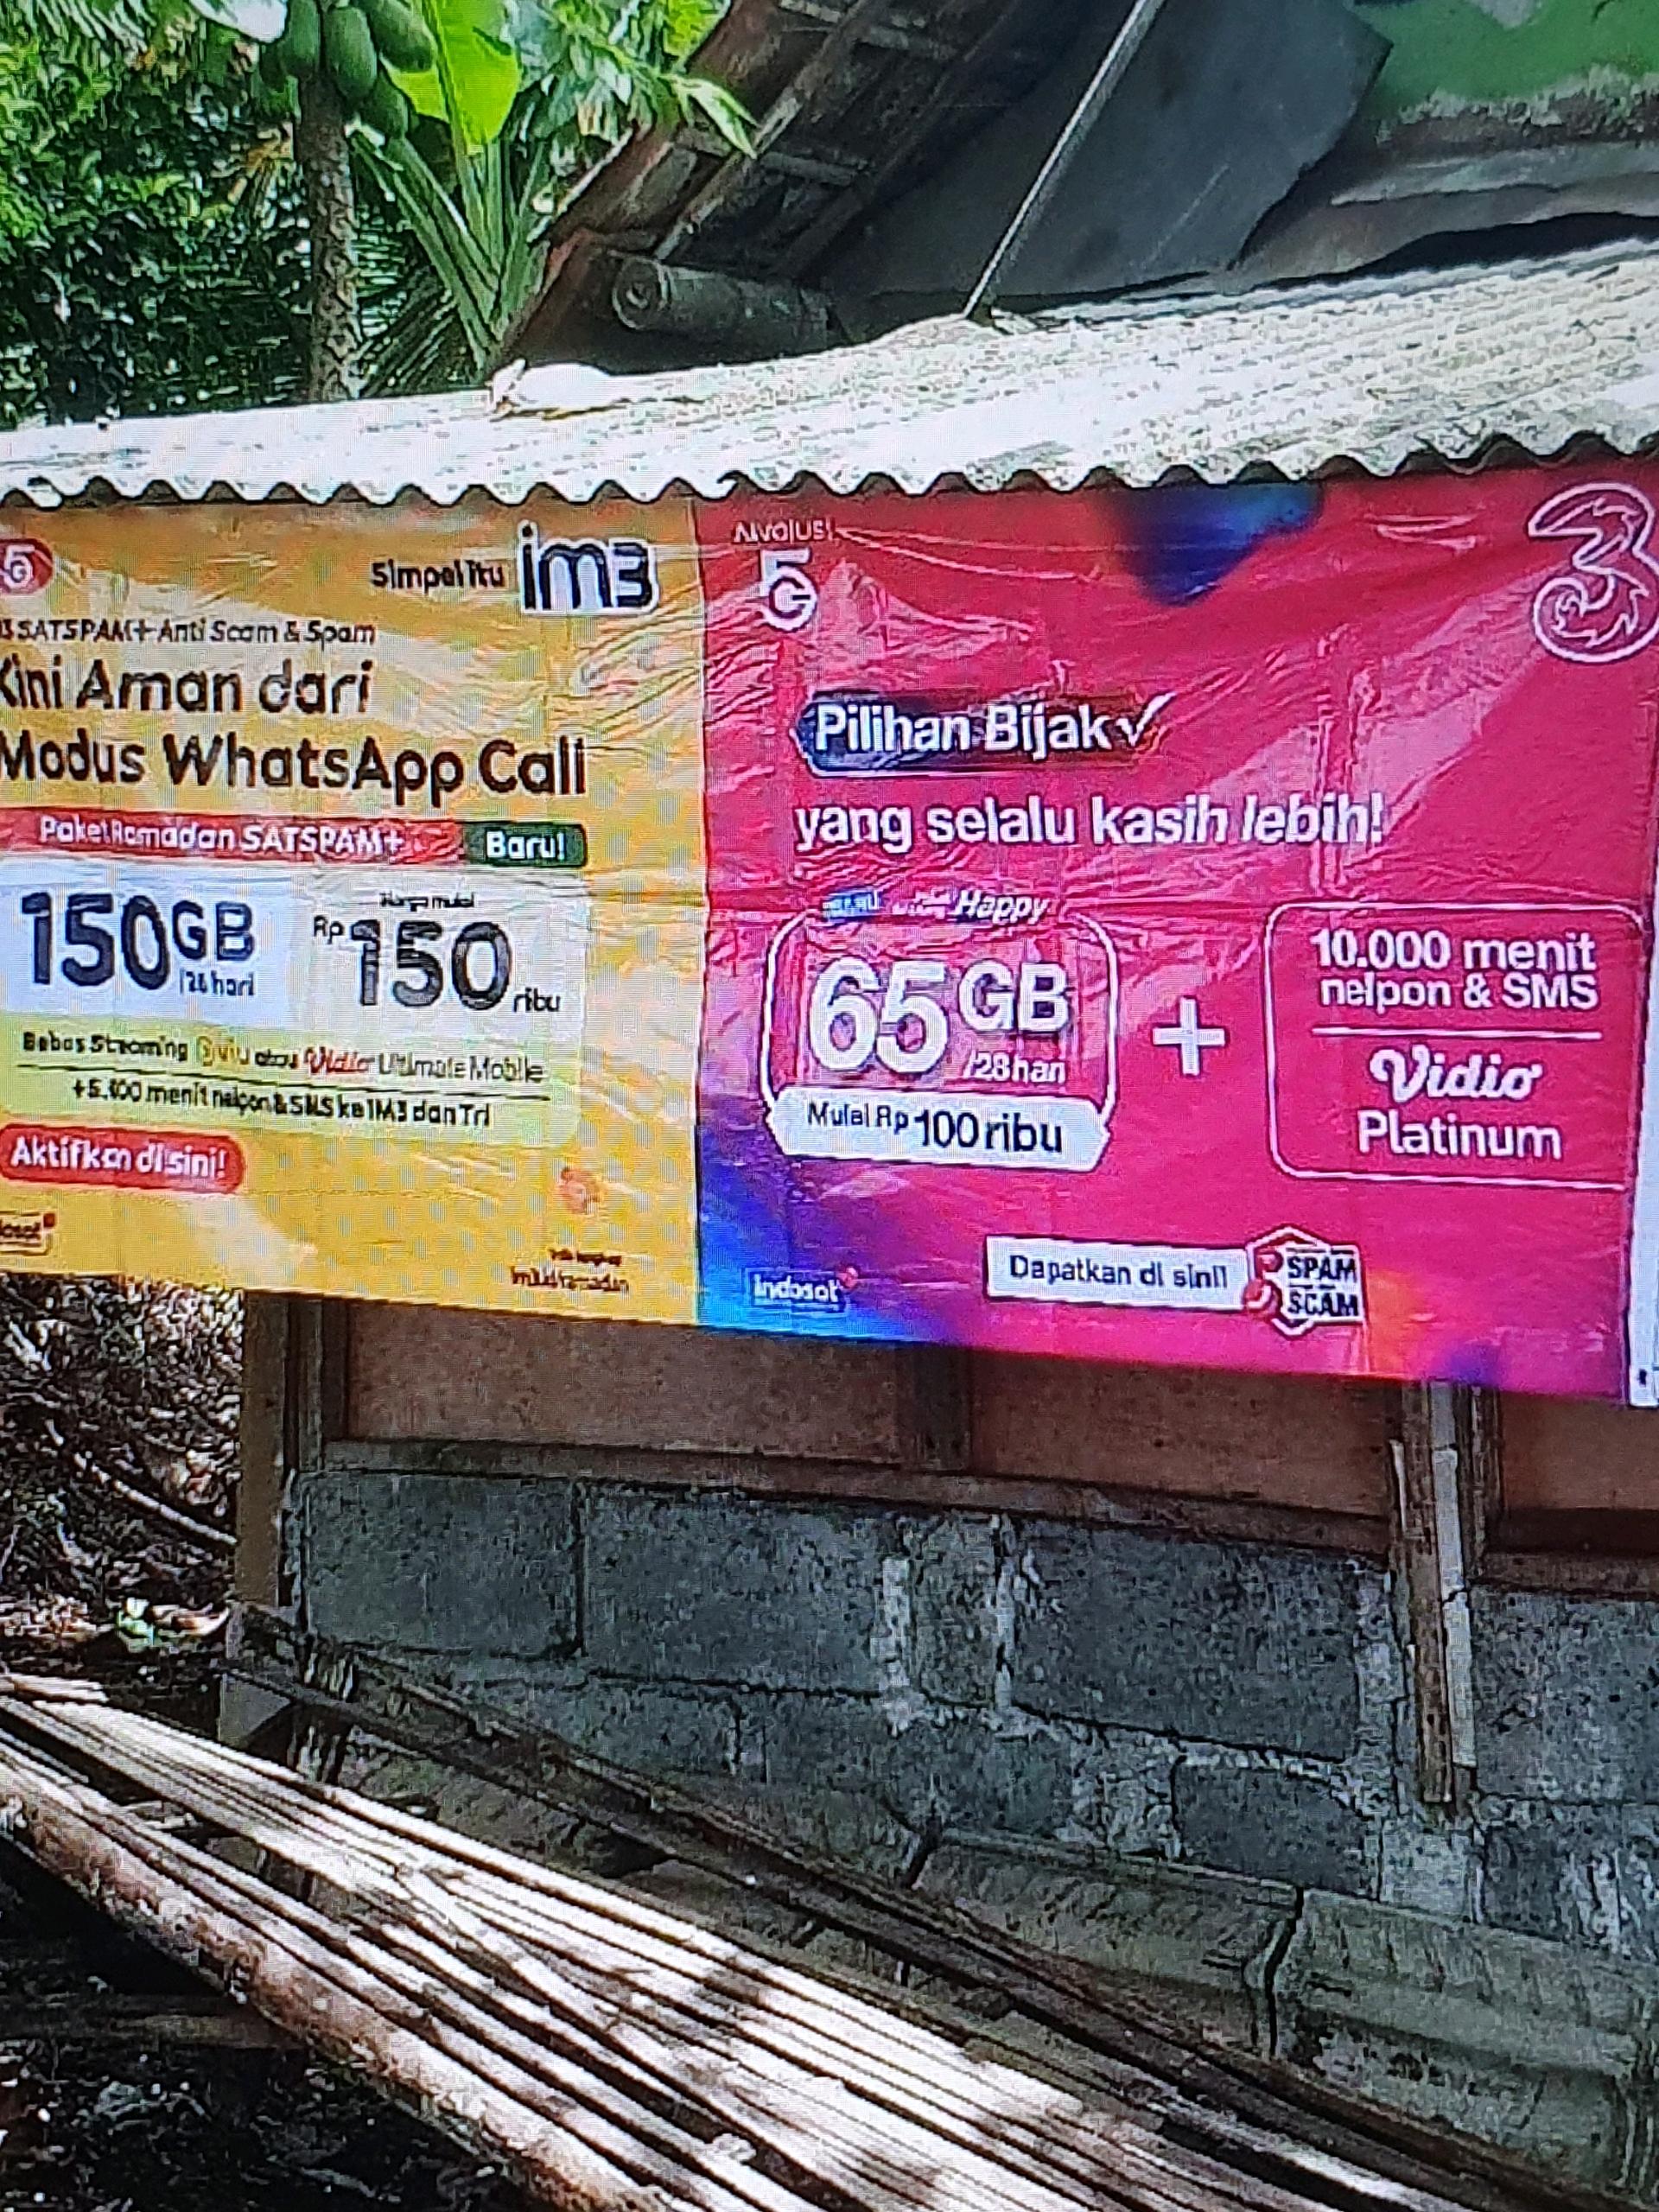 5G
Simpel itu im3
SATSPAM+ Anti Scam & Spam
Kini Aman dari
Modus WhatsApp Call
Paket Ramadan SATSPAM+ Baru!
150GB
/28 hari
Harga mulai
Rp 150 ribu
Bebas Streaming viu atau Vidio Ultimate Mobile
menit nelpon & SMS ke IM3 dan Tri
Aktifkan di sini!
5G
3
Pilihan Bijak
yang selalu kasih lebih!
Happy
65GB
/28 hari
Mulai Rp 100 ribu
+
10.000 menit
nelpon & SMS
Vidio
Platinum
indosat
Dapatkan di sini!
SPAM
SCAM